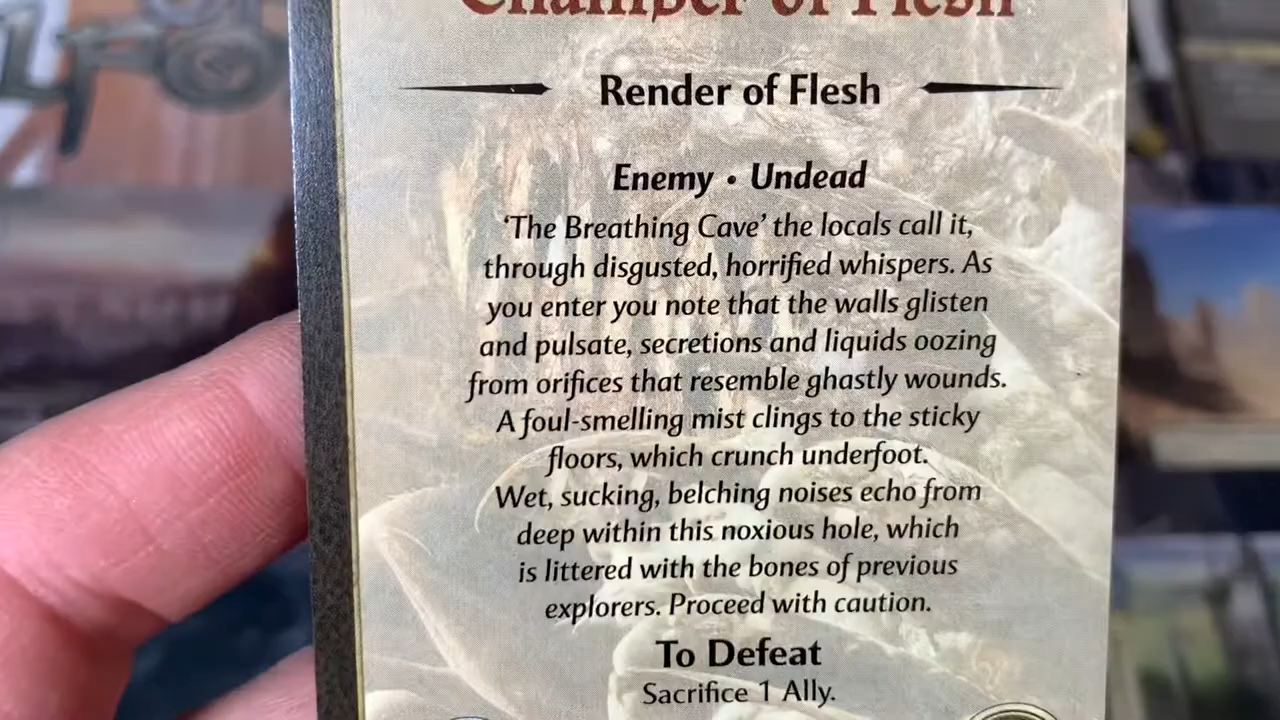 Chamber of Flesh
Render of Flesh
Enemy • Undead
‘The Breathing Cave’ the locals call it,
through disgusted, horrified whispers. As
you enter you note that the walls glisten
and pulsate, secretions and liquids oozing
from orifices that resemble ghastly wounds.
A foul-smelling mist clings to the sticky
floors, which crunch underfoot.
Wet, sucking, belching noises echo from
deep within this noxious hole, which
is littered with the bones of previous
explorers. Proceed with caution.
To Defeat
Sacrifice 1 Ally.